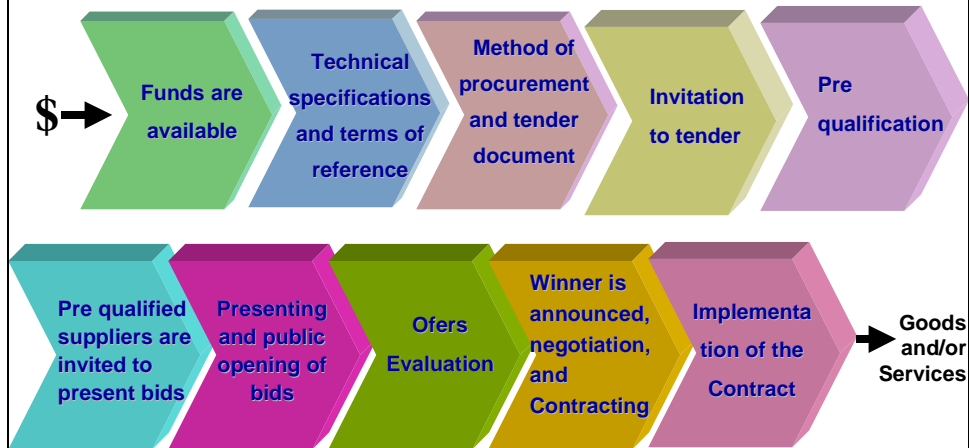 $
Funds are
available
Technical
specifications
and terms of
reference
Method of
procurement
and tender
document
Invitation
to tender
Pre
qualification
Pre qualified
suppliers are
invited to
present bids
Presenting
and public
opening of
bids
Ofers
Evaluation
Winner is
announced,
negotiation,
and
Contracting
Implementa
tion of the
Contract
Goods
and/or
Services